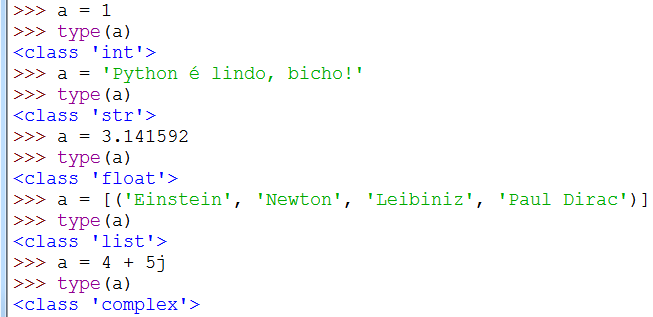 >>> a = 1
>>> type(a)
<class 'int'>
>>> a = 'Python é lindo, bicho!'
>>> type(a)
<class 'str'>
>>> a = 3.141592
>>> type(a)
<class 'float'>
>>> a = [('Einstein', 'Newton', 'Leibiniz', 'Paul Dirac')]
>>> type(a)
<class 'list'>
>>> a = 4 + 5j
>>> type(a)
<class 'complex'>